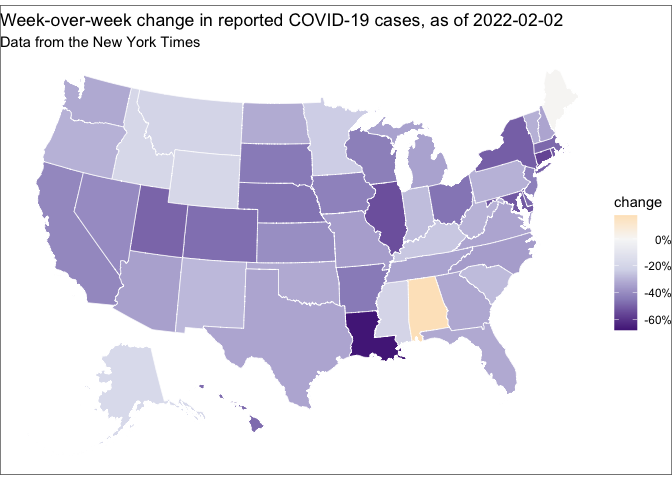 Week-over-week change in reported COVID-19 cases, as of 2022-02-02
Data from the New York Times
change
0%
-20%
-40%
-60%